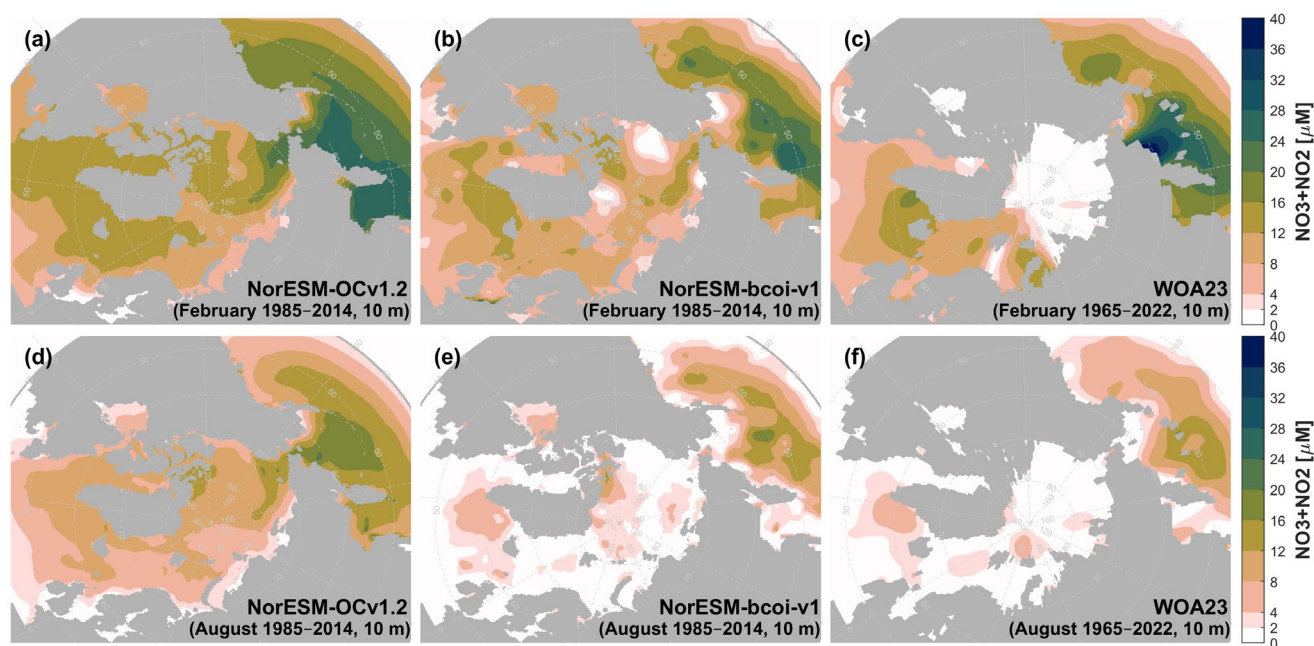 (a)
NorESM-OCv1.2
(February 1985–2014, 10 m)
(b)
NorESM-bcoi-v1
(February 1985–2014, 10 m)
(c)
WOA23
(February 1965–2022, 10 m)
40
36
32
28
24
20
16
12
8
4
2
0
NO3+NO2 [μM]
(d)
NorESM-OCv1.2
(August 1985–2014, 10 m)
(e)
NorESM-bcoi-v1
(August 1985–2014, 10 m)
(f)
WOA23
(August 1965–2022, 10 m)
40
36
32
28
24
20
16
12
8
4
2
0
NO3+NO2 [μM]